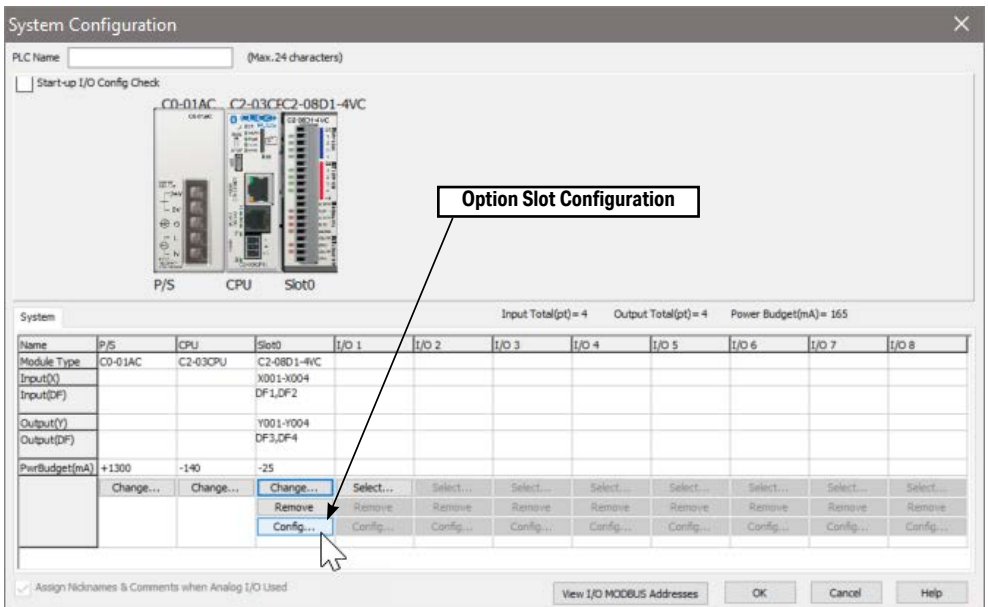 System Configuration
PLC Name (Max.24 characters)
Start-up I/O Config Check
C0-01AC C2-03CFC2-08D1-4VC
Option Slot Configuration
P/S CPU Slot0
System Input Total(pt)= 4 Output Total(pt)= 4 Power Budget(mA)= 165
Name P/S CPU Slot0 I/O 1 I/O 2 I/O 3 I/O 4 I/O 5 I/O 6 I/O 7 I/O 8
Module Type C0-01AC C2-03CPU C2-08D1-4VC
Input(X) X001-X004
Input(DF) DF1,DF2
Output(Y) Y001-Y004
Output(DF) DF3,DF4
PwrBudget(mA) +1300 -140 -25
Change... Change... Change... Select... Select... Select... Select... Select... Select... Select... Select...
Remove Remove Remove Remove Remove Remove Remove Remove Remove
Config... Config... Config... Config... Config... Config... Config... Config... Config...
Assign Nicknames & Comments when Analog I/O Used View I/O MODBUS Addresses OK Cancel Help